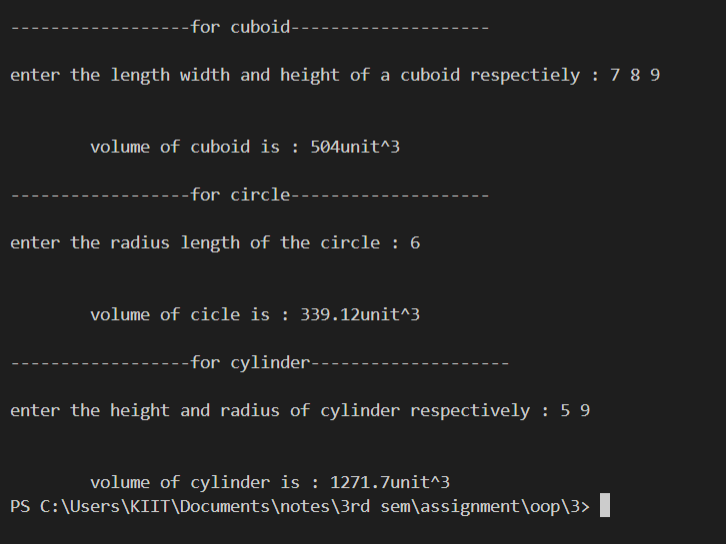 ------------------for cuboid--------------------
enter the length width and height of a cuboid respectiely : 7 8 9
volume of cuboid is : 504unit^3
------------------for circle--------------------
enter the radius length of the circle : 6
volume of cicle is : 339.12unit^3
------------------for cylinder--------------------
enter the height and radius of cylinder respectively : 5 9
volume of cylinder is : 1271.7unit^3
PS C:\Users\KIIT\Documents\notes\3rd sem\assignment\oop\3>